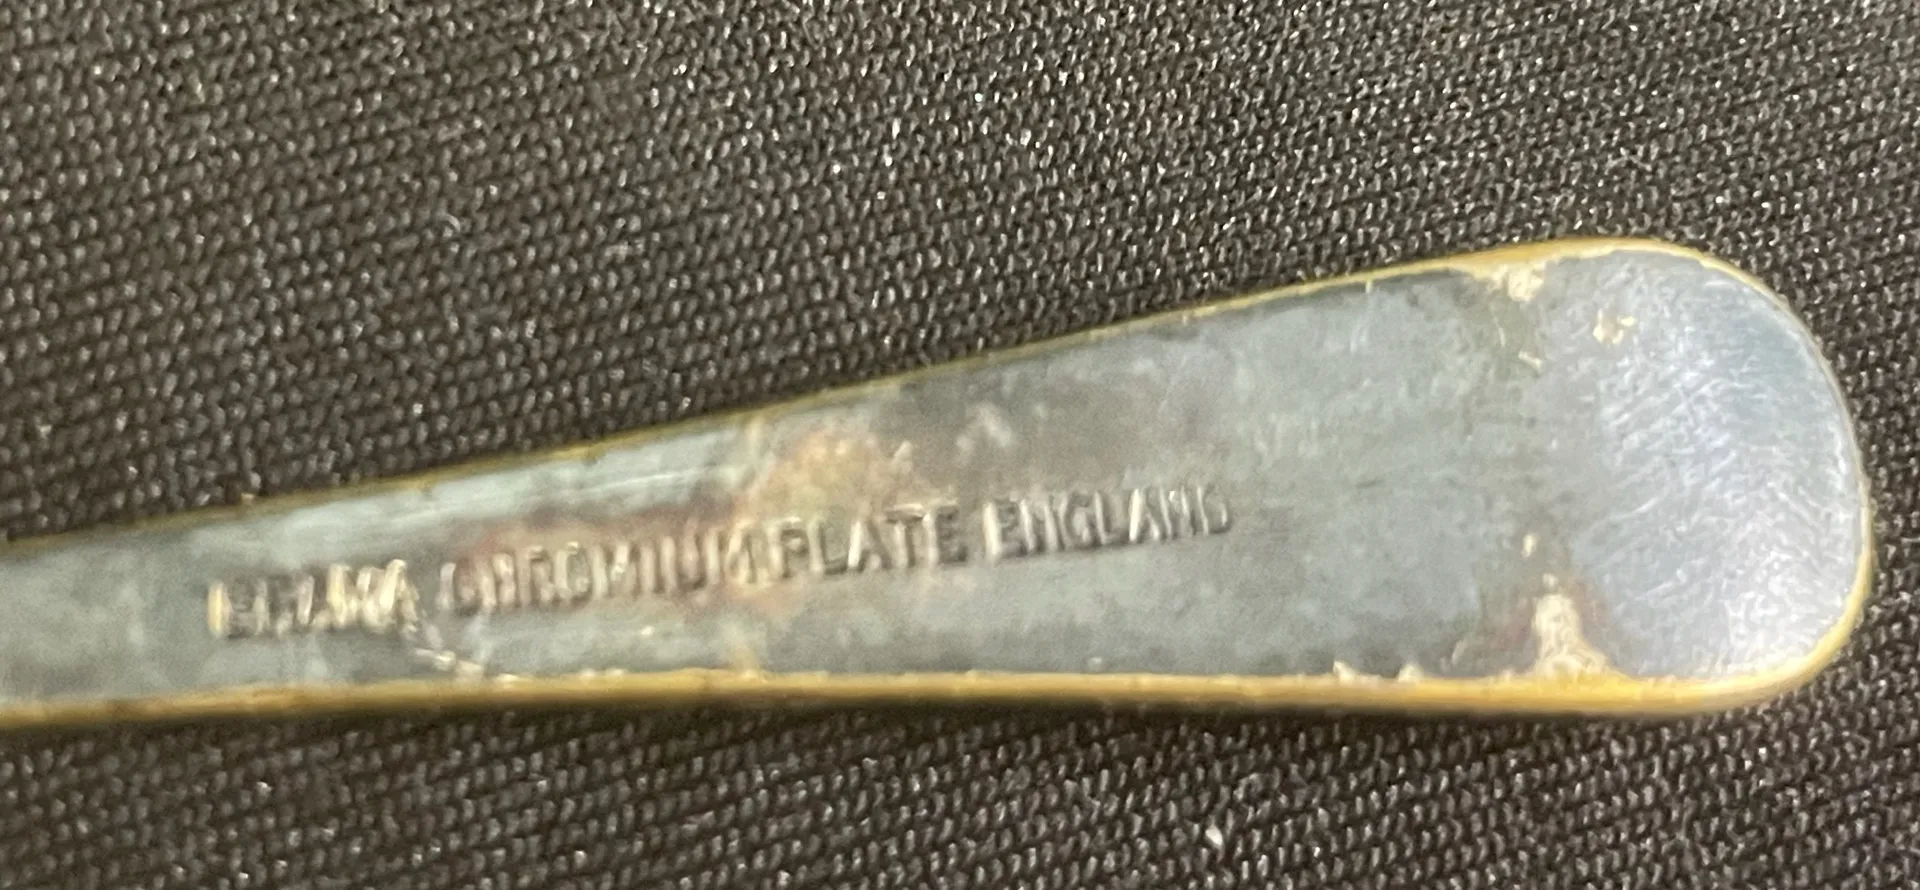 CHROMIUM PLATE ENGLAND